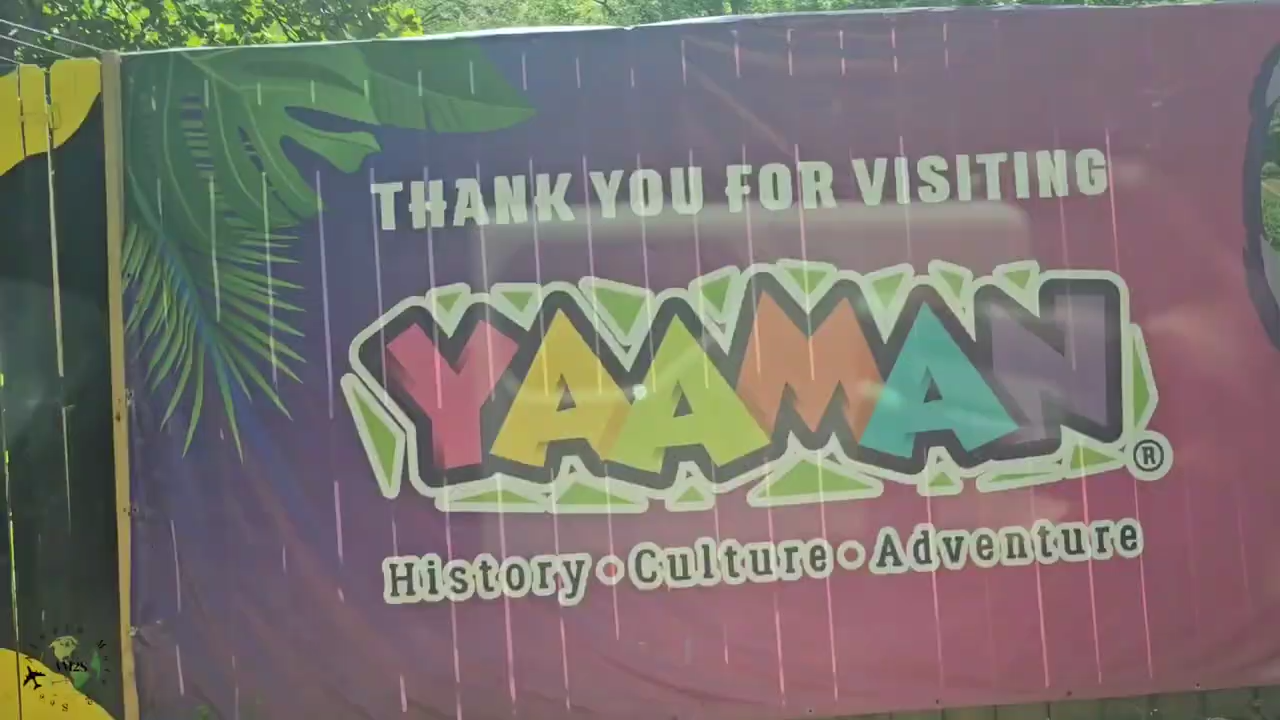 THANK YOU FOR VISITING
YAAMAN®
History • Culture • Adventure